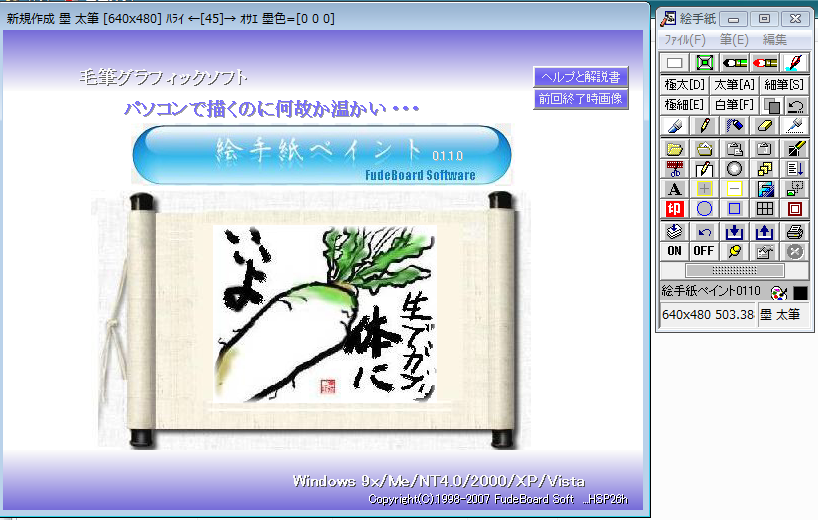 新規作成 墨 太筆 [640x480] ﾊﾗｲ ←[45]→ ｵｻｴ 墨色=[0 0 0]
毛筆グラフィックソフト
パソコンで描くのに何故か温かい・・・
ヘルプと解説書
前回終了時画像
絵手紙ペイント 0.1.1.0
FudeBoard Software
いいよ
生でガブリ
体に
Windows 9x/Me/NT4.0/2000/XP/Vista
Copyright(C)1998-2007 FudeBoard Soft ..HSP26h
絵手紙
ﾌｧｲﾙ(F) 筆(E) 編集
極太[D] 太筆[A] 細筆[S]
極細[E] 白筆[F]
A
印
ON OFF
絵手紙ペイント0110
640x480 503.38 墨 太筆